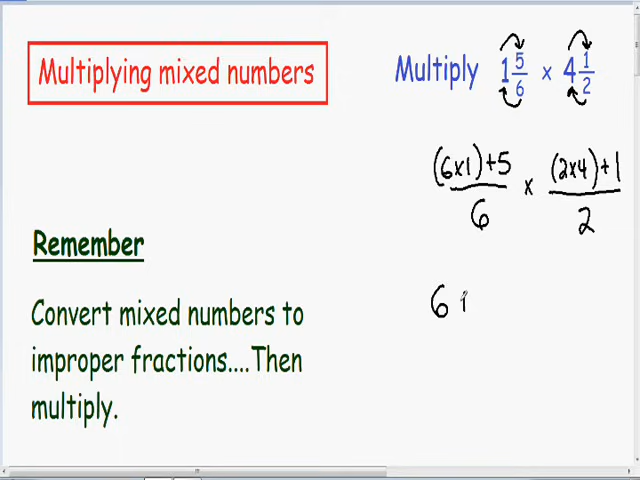 Multiplying mixed numbers
Multiply 1 5/6 x 4 1/2
(6x1)+5/6 x (2x4)+1/2
Remember
Convert mixed numbers to
improper fractions....Then
multiply.
6